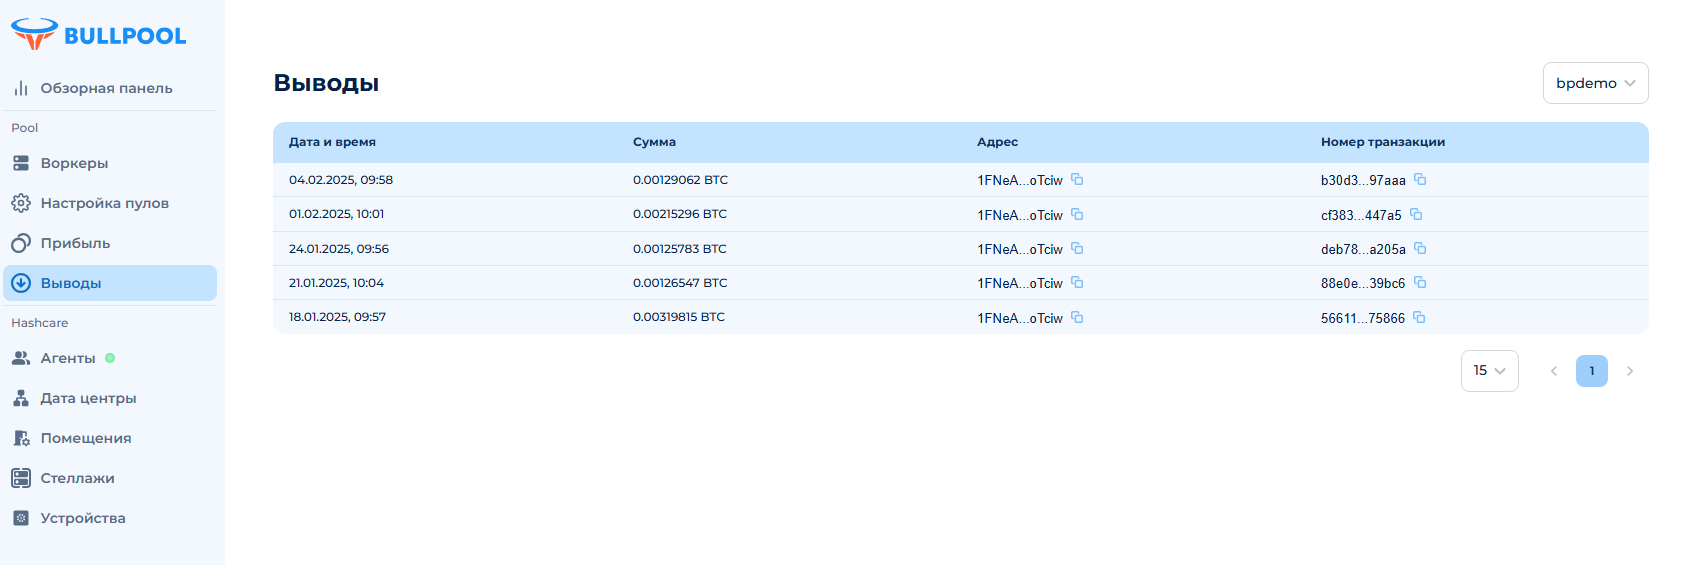 BULLPOOL
Обзорная панель
Pool
Воркеры
Настройка пулов
Прибыль
Выводы
Hashcare
Агенты
Дата центры
Помещения
Стеллажи
Устройства
Выводы
bpdemo
Дата и время Сумма Адрес Номер транзакции
04.02.2025, 09:58 0.00129062 BTC 1FNeA...oTciw b30d3...97aaa
01.02.2025, 10:01 0.00215296 BTC 1FNeA...oTciw cf383...447a5
24.01.2025, 09:56 0.00125783 BTC 1FNeA...oTciw deb78...a205a
21.01.2025, 10:04 0.00126547 BTC 1FNeA...oTciw 88e0e...39bc6
18.01.2025, 09:57 0.00319815 BTC 1FNeA...oTciw 56611...75866
15 1